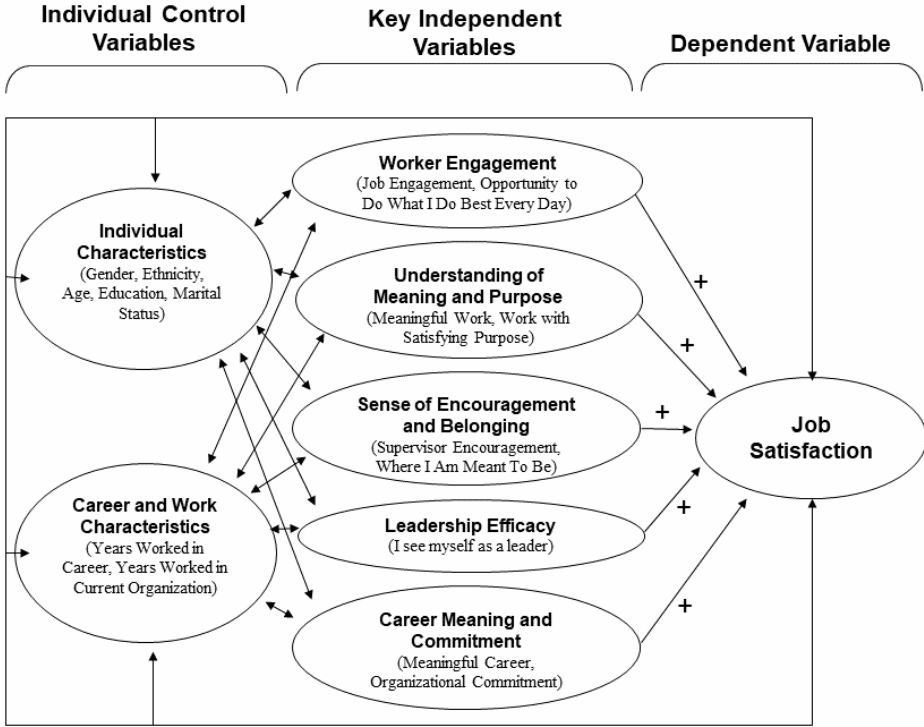 Individual Control
Variables
Key Independent
Variables
Dependent Variable
Individual
Characteristics
(Gender, Ethnicity,
Age, Education, Marital
Status)
Career and Work
Characteristics
(Years Worked in
Career, Years Worked in
Current Organization)
Worker Engagement
(Job Engagement, Opportunity to
Do What I Do Best Every Day)
Understanding of
Meaning and Purpose
(Meaningful Work, Work with
Satisfying Purpose)
Sense of Encouragement
and Belonging
(Supervisor Encouragement,
Where I Am Meant To Be)
Leadership Efficacy
(I see myself as a leader)
Career Meaning and
Commitment
(Meaningful Career,
Organizational Commitment)
+
+
+
+
+
Job
Satisfaction